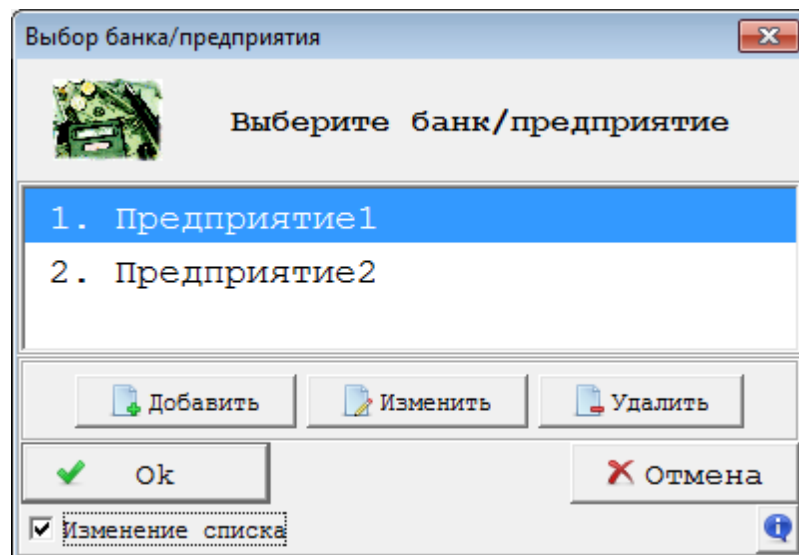 Выбор банка/предприятия
Выберите банк/предприятие
1. Предприятие1
2. Предприятие2
Добавить Изменить Удалить
Ok Отмена
Изменение списка